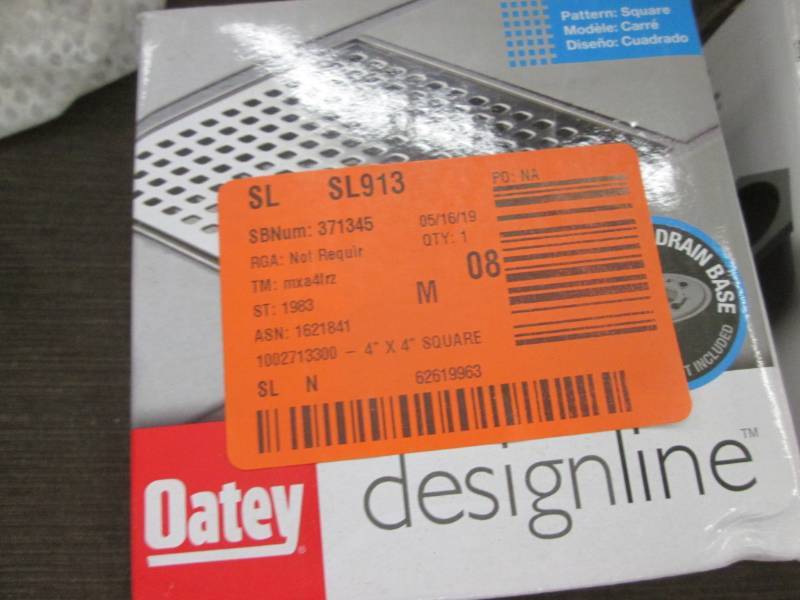 Pattern: Square
Modèle: Carré
Diseño: Cuadrado
SL SL913
PO: NA
SBNum: 371345
05/16/19
RGA: Not Requir
QTY: 1
TM: mxa4lrz
08
ST: 1983
M
ASN: 1621841
1002713300 - 4" X 4" SQUARE
SL N 62619963
DRAIN BASE
T INCLUDED
Oatey®
designline™